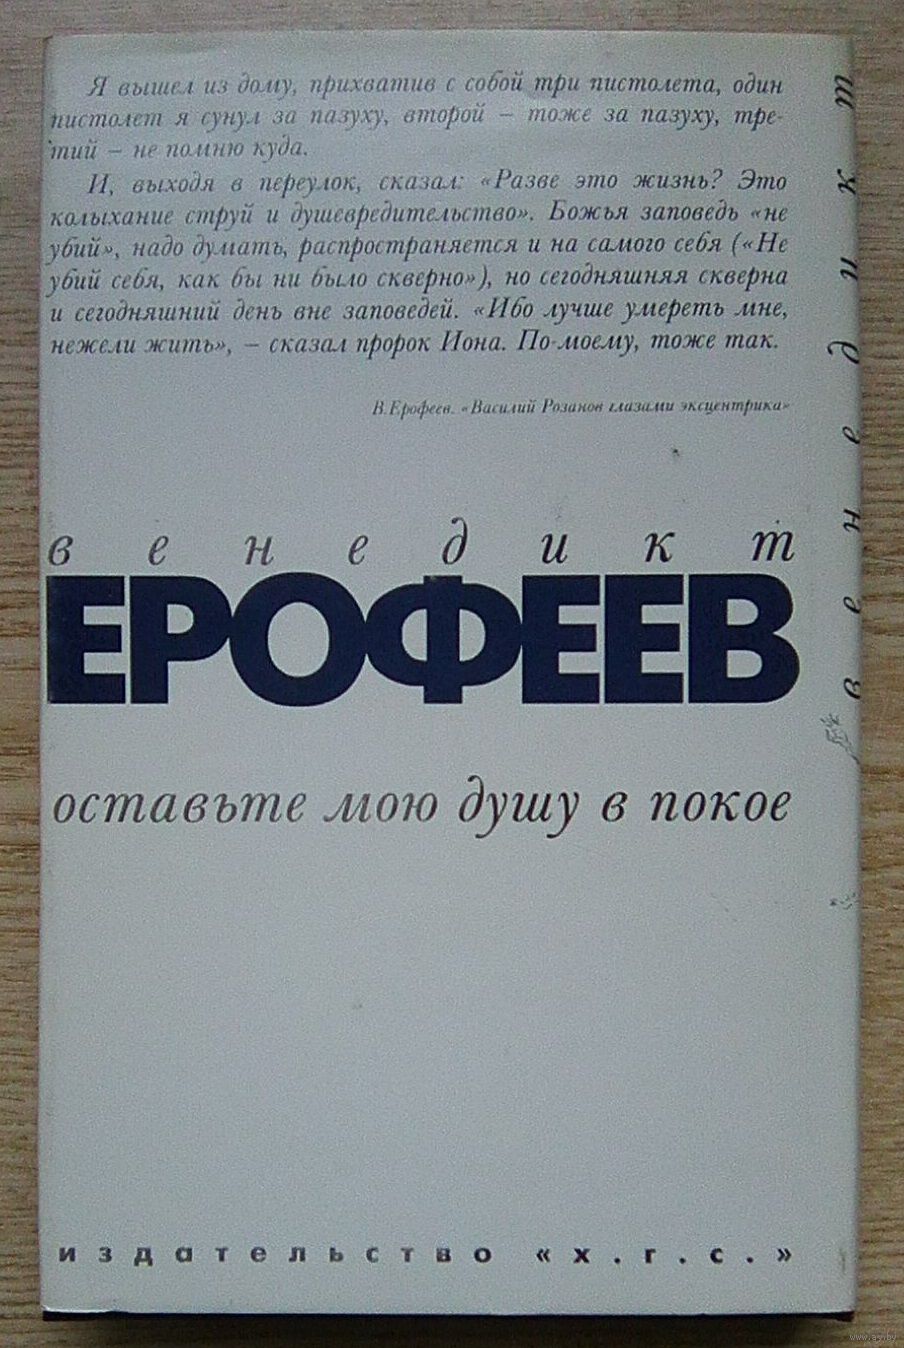 Я вышел из дому, прихватив с собой три пистолета, один
пистолет я сунул за пазуху, второй – тоже за пазуху, тре-
тий – не помню куда.
И, выходя в переулок, сказал: «Разве это жизнь? Это
колыхание струй и душевредительство». Божья заповедь «не
убий», надо думать, распространяется и на самого себя («Не
убий себя, как бы ни было скверно»), но сегодняшняя скверна
и сегодняшний день вне заповедей. «Ибо лучше умереть мне,
нежели жить», – сказал пророк Иона. По-моему, тоже так.
В.Ерофеев. «Василий Розанов глазами эксцентрика»
венедикт
ЕРОФЕЕВ
оставьте мою душу в покое
издательство «х.г.с.»
венедикт
www.ay.by